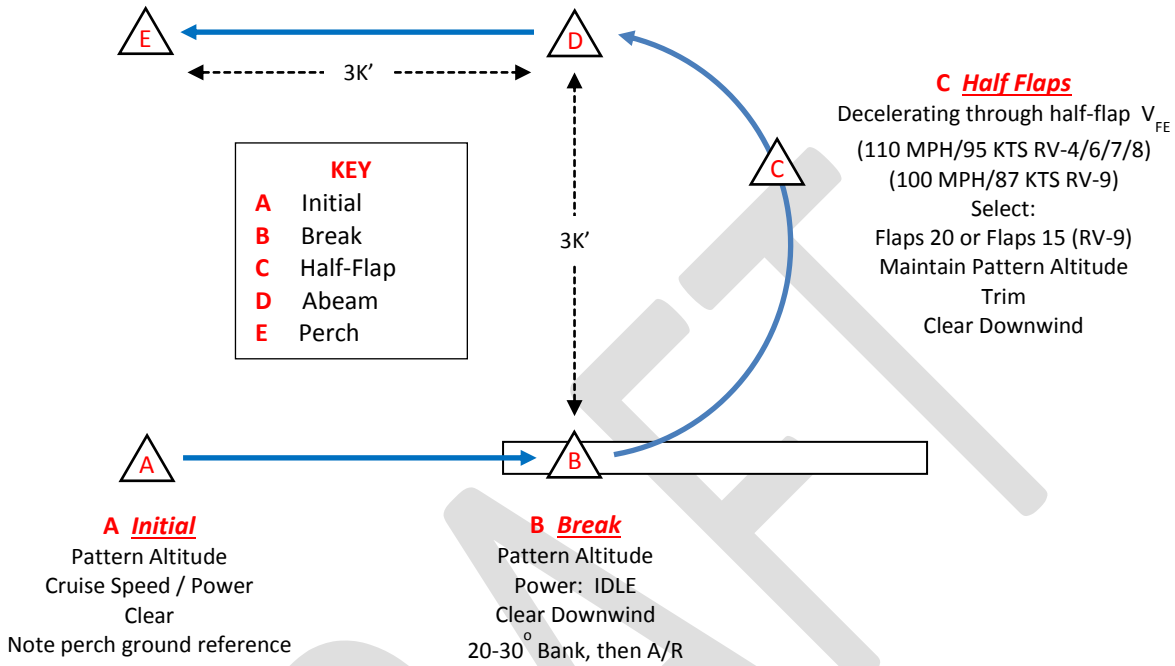 E
D
3K'
C Half Flaps
Decelerating through half-flap V FE
(110 MPH/95 KTS RV-4/6/7/8)
(100 MPH/87 KTS RV-9)
Select:
Flaps 20 or Flaps 15 (RV-9)
Maintain Pattern Altitude
Trim
Clear Downwind
C
KEY
A Initial
B Break
C Half-Flap
D Abeam
E Perch
3K'
A
B
A Initial
Pattern Altitude
Cruise Speed / Power
Clear
Note perch ground reference
B Break
Pattern Altitude
Power: IDLE
Clear Downwind
20-30° Bank, then A/R
DRAFT